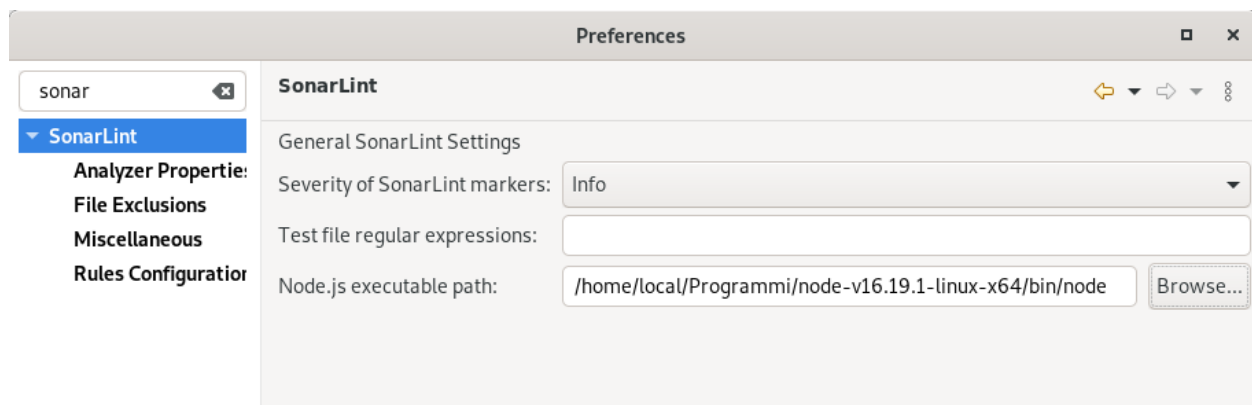 Preferences
sonar
SonarLint
Analyzer Properties
File Exclusions
Miscellaneous
Rules Configuration
SonarLint
General SonarLint Settings
Severity of SonarLint markers: Info
Test file regular expressions:
Node.js executable path: /home/local/Programmi/node-v16.19.1-linux-x64/bin/node Browse...